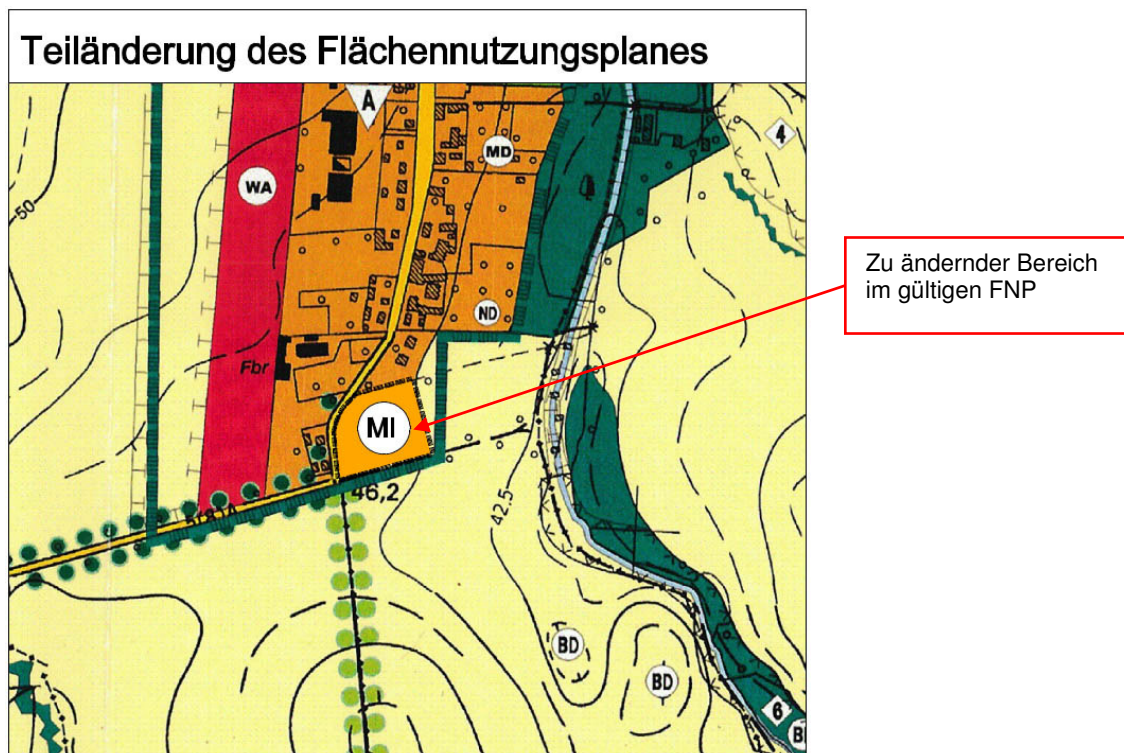 Teiländerung des Flächennutzungsplanes
A
4
MD
WA
50
Zu ändernder Bereich
im gültigen FNP
ND
Fbr
MI
46,2
42,5
BD
BD
6